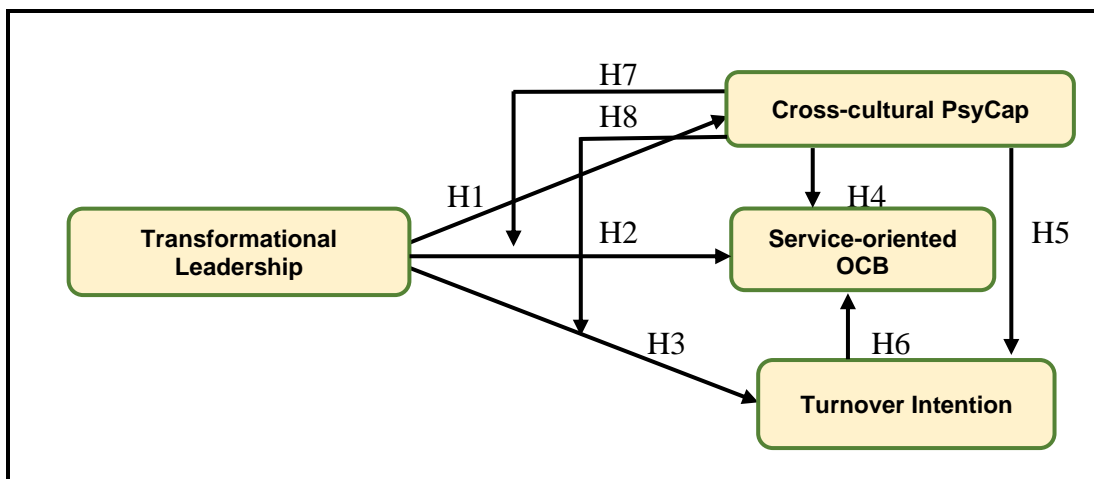 H7
Cross-cultural PsyCap
H8
H1
H4
Transformational
Leadership
H2
Service-oriented
OCB
H5
H3
H6
Turnover Intention